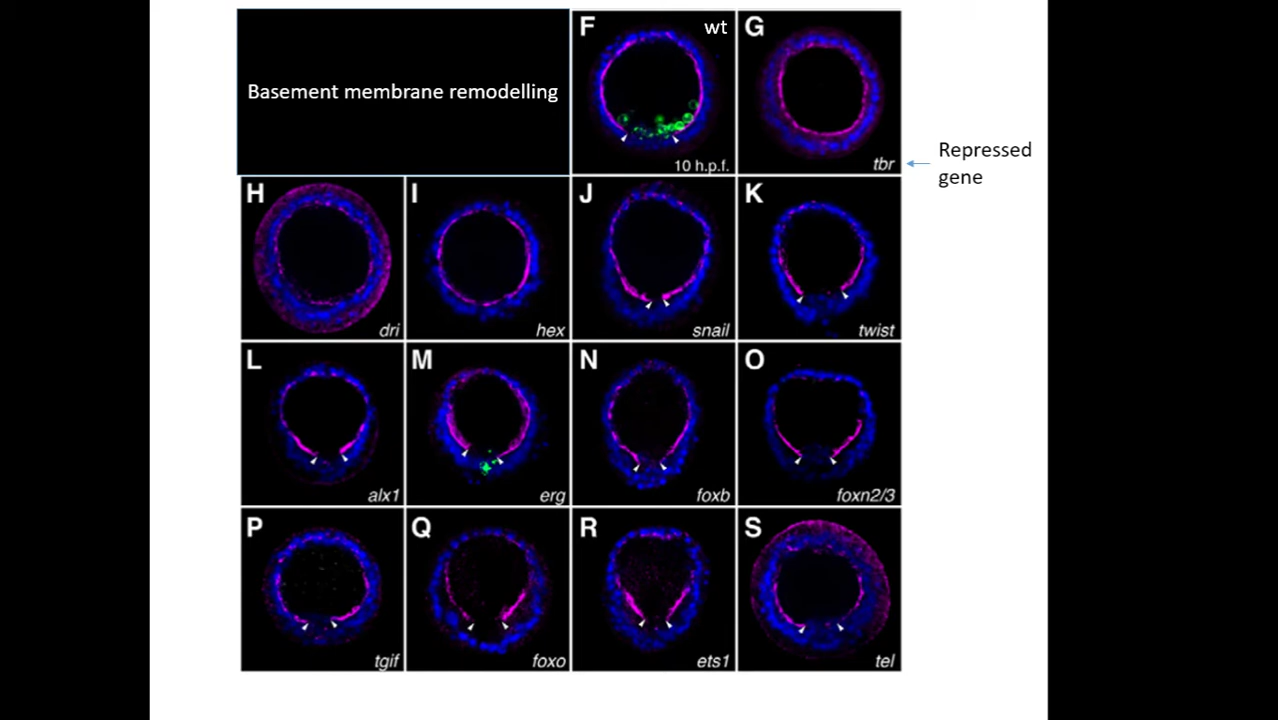 Basement membrane remodelling
F
wt
10 h.p.f.
G
tbr
Repressed
gene
H
dri
I
hex
J
snail
K
twist
L
alx1
M
erg
N
foxb
O
foxn2/3
P
tgif
Q
foxo
R
ets1
S
tel